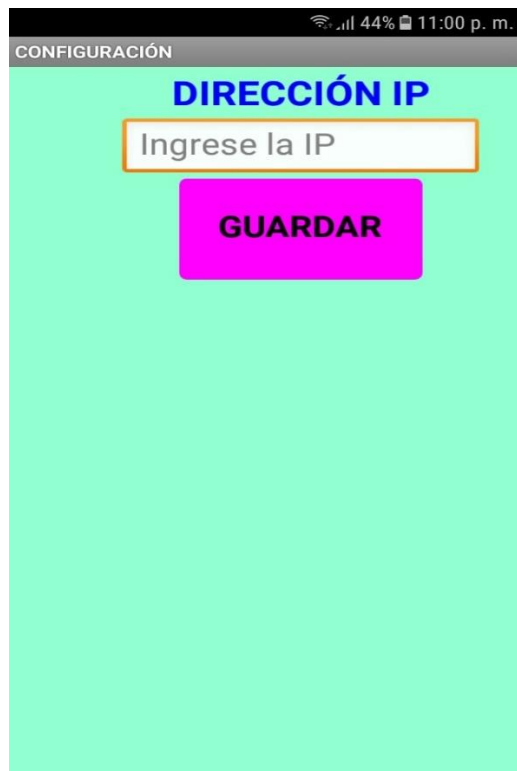 44% 11:00 p. m.
CONFIGURACIÓN
DIRECCIÓN IP
Ingrese la IP
GUARDAR